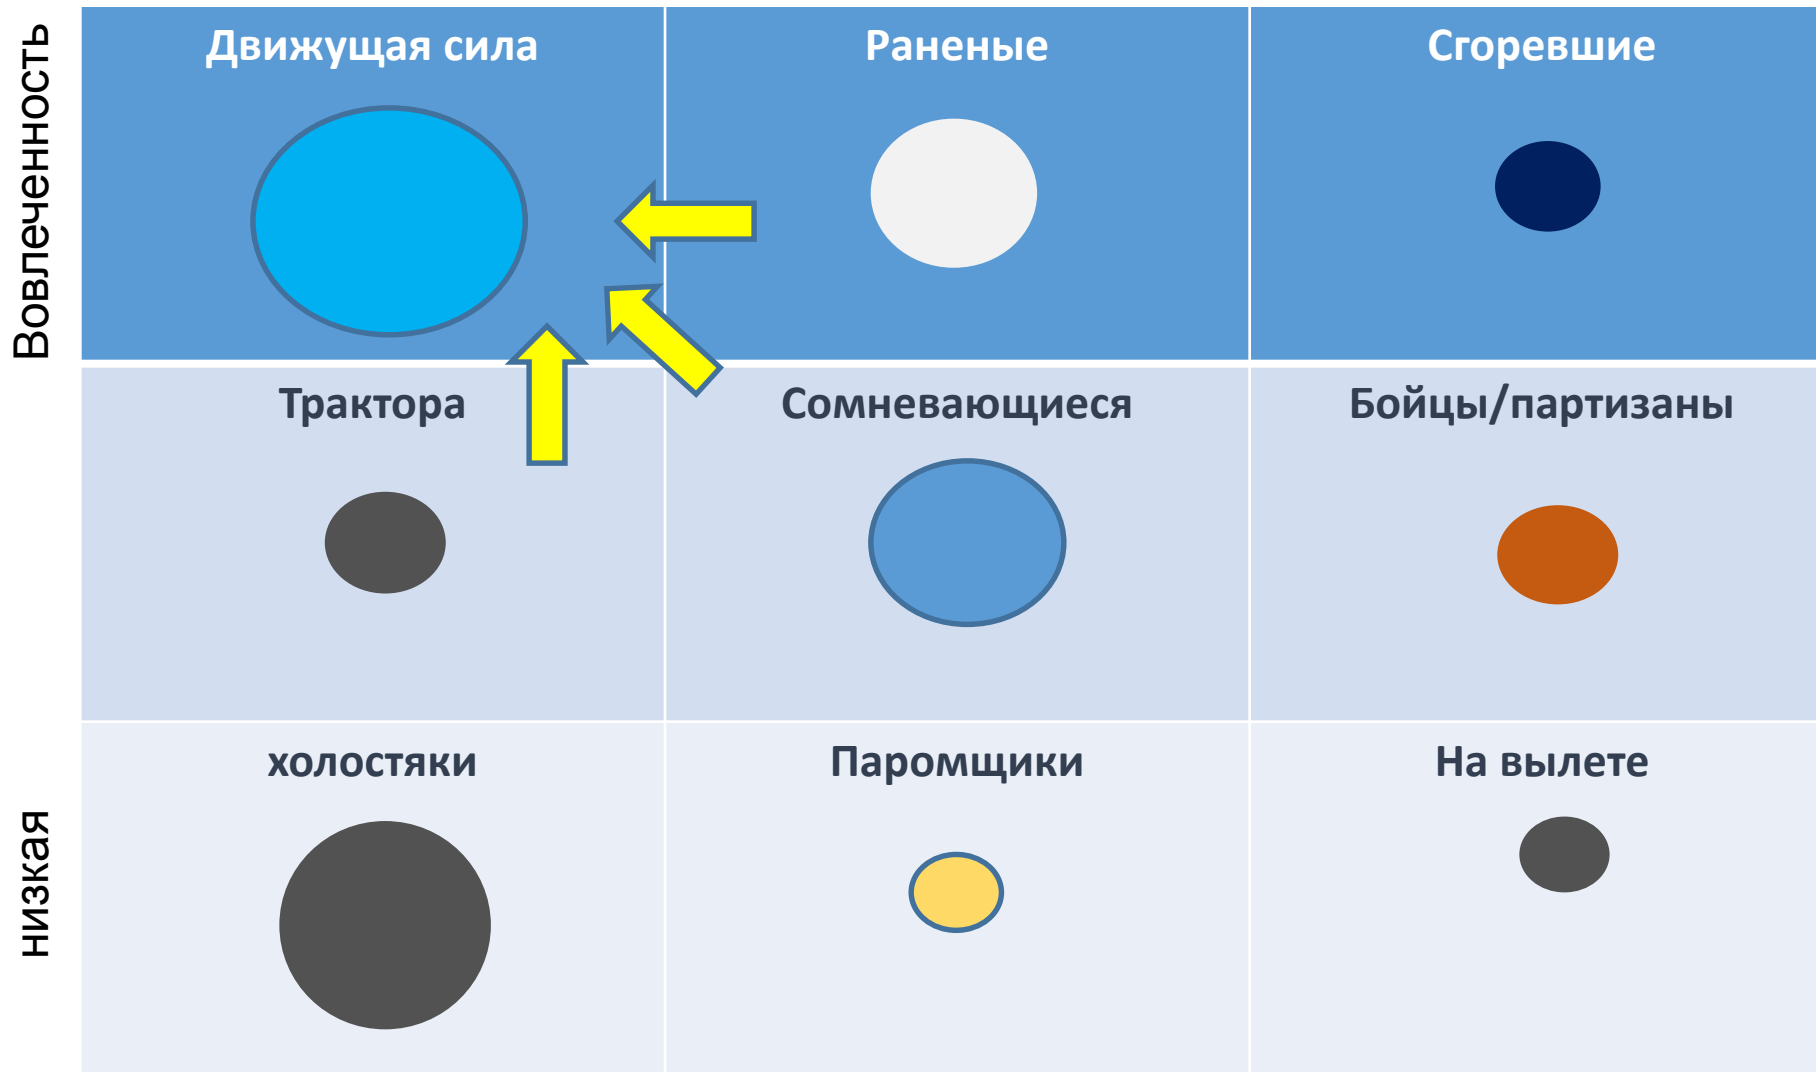 Вовлеченность
Движущая сила
Раненые
Сгоревшие
Трактора
Сомневающиеся
Бойцы/партизаны
низкая
холостяки
Паромщики
На вылете